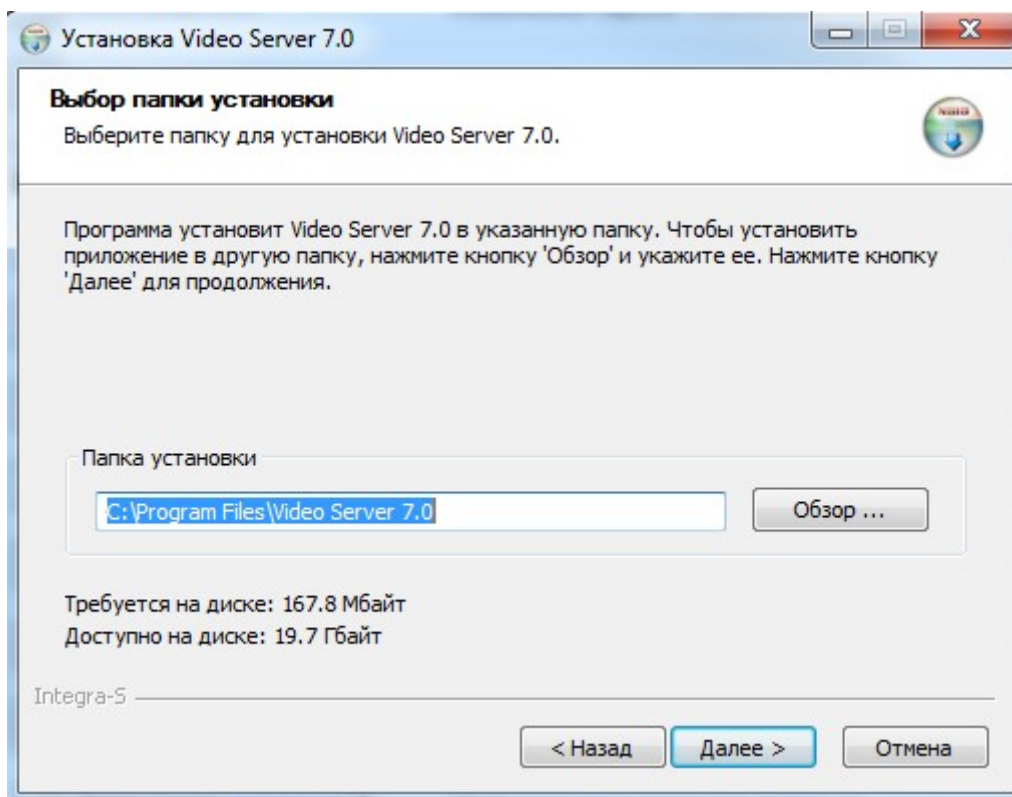 Установка Video Server 7.0
Выбор папки установки
Выберите папку для установки Video Server 7.0.
Программа установит Video Server 7.0 в указанную папку. Чтобы установить
приложение в другую папку, нажмите кнопку 'Обзор' и укажите ее. Нажмите кнопку
'Далее' для продолжения.
Папка установки
C:\Program Files\Video Server 7.0
Обзор ...
Требуется на диске: 167.8 Мбайт
Доступно на диске: 19.7 Гбайт
Integra-S
< Назад
Далее >
Отмена